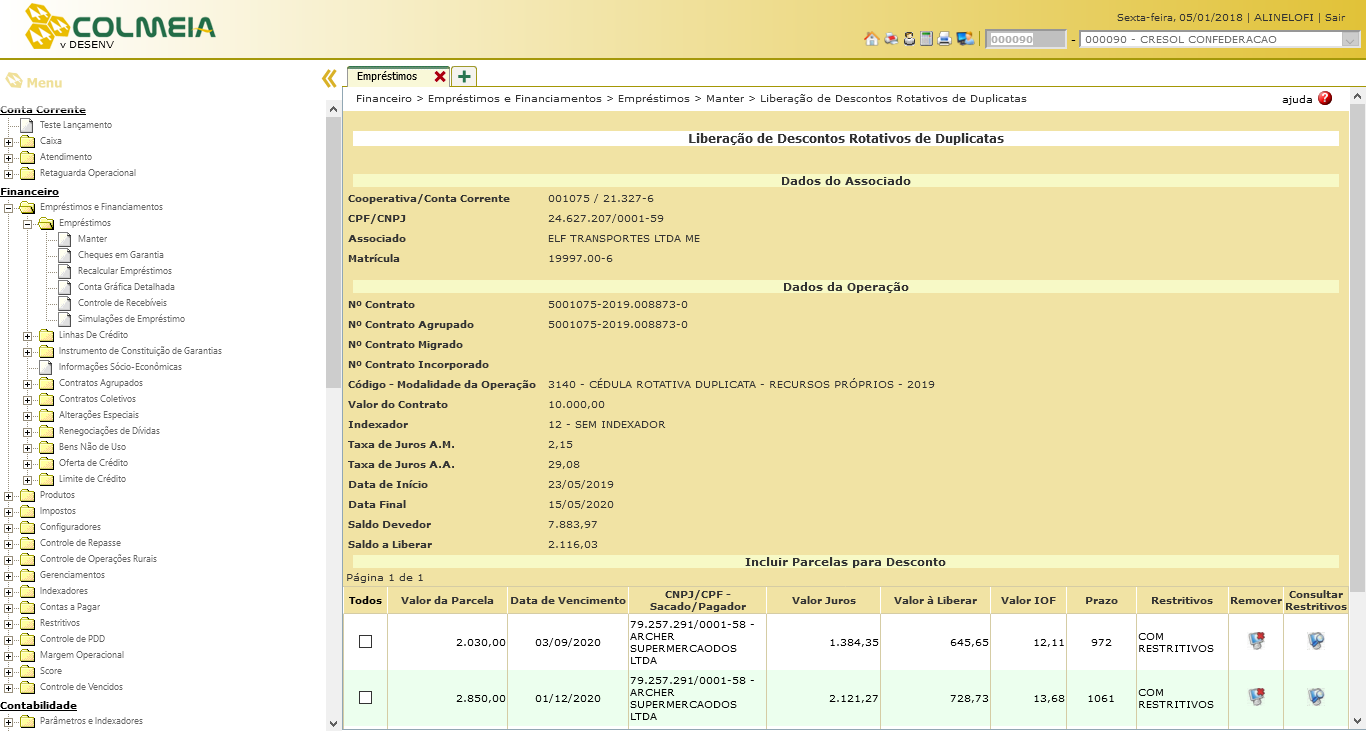 COLMEIA
v DESENV
Sexta-feira, 05/01/2018 | ALINELOFI | Sair
000090 - 000090 - CRESOL CONFEDERACAO
Menu
Conta Corrente
Teste Lançamento
Caixa
Atendimento
Retaguarda Operacional
Financeiro
Empréstimos e Financiamentos
Empréstimos
Manter
Cheques em Garantia
Recalcular Empréstimos
Conta Gráfica Detalhada
Controle de Recebíveis
Simulações de Empréstimo
Linhas De Crédito
Instrumento de Constituição de Garantias
Informações Sócio-Econômicas
Contratos Agrupados
Contratos Coletivos
Alterações Especiais
Renegociações de Dívidas
Bens Não de Uso
Oferta de Crédito
Limite de Crédito
Produtos
Impostos
Configuradores
Controle de Repasse
Controle de Operações Rurais
Gerenciamentos
Indexadores
Contas a Pagar
Restritivos
Controle de PDD
Margem Operacional
Score
Controle de Vencidos
Contabilidade
Parâmetros e Indexadores
Empréstimos
Financeiro > Empréstimos e Financiamentos > Empréstimos > Manter > Liberação de Descontos Rotativos de Duplicatas
ajuda ?
Liberação de Descontos Rotativos de Duplicatas
Dados do Associado
Cooperativa/Conta Corrente 001075 / 21.327-6
CPF/CNPJ 24.627.207/0001-59
Associado ELF TRANSPORTES LTDA ME
Matrícula 19997.00-6
Dados da Operação
Nº Contrato 5001075-2019.008873-0
Nº Contrato Agrupado 5001075-2019.008873-0
Nº Contrato Migrado
Nº Contrato Incorporado
Código - Modalidade da Operação 3140 - CÉDULA ROTATIVA DUPLICATA - RECURSOS PRÓPRIOS - 2019
Valor do Contrato 10.000,00
Indexador 12 - SEM INDEXADOR
Taxa de Juros A.M. 2,15
Taxa de Juros A.A. 29,08
Data de Início 23/05/2019
Data Final 15/05/2020
Saldo Devedor 7.883,97
Saldo a Liberar 2.116,03
Incluir Parcelas para Desconto
Página 1 de 1
Todos Valor da Parcela Data de Vencimento CNPJ/CPF - Sacado/Pagador Valor Juros Valor à Liberar Valor IOF Prazo Restritivos Remover Consultar Restritivos
2.030,00 03/09/2020 79.257.291/0001-58 - ARCHER SUPERMERCAODOS LTDA 1.384,35 645,65 12,11 972 COM RESTRITIVOS
2.850,00 01/12/2020 79.257.291/0001-58 - ARCHER SUPERMERCAODOS LTDA 2.121,27 728,73 13,68 1061 COM RESTRITIVOS